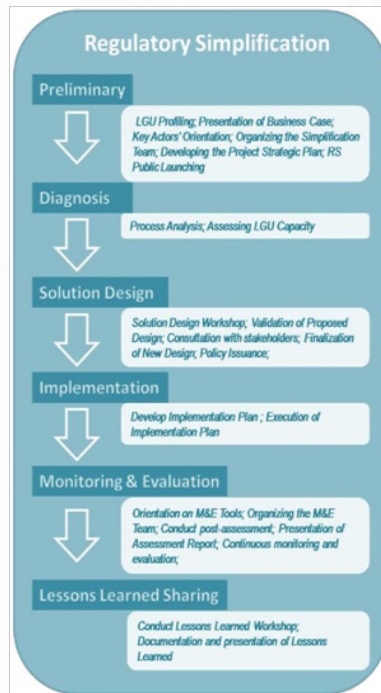 Regulatory Simplification
Preliminary
LGU Profiling; Presentation of Business Case;
Key Actors' Orientation; Organizing the Simplification
Team; Developing the Project Strategic Plan; RS
Public Launching
Diagnosis
Process Analysis; Assessing LGU Capacity
Solution Design
Solution Design Workshop; Validation of Proposed
Design; Consultation with stakeholders; Finalization
of New Design; Policy Issuance;
Implementation
Develop Implementation Plan ; Execution of
Implementation Plan
Monitoring & Evaluation
Orientation on M&E Tools; Organizing the M&E
Team; Conduct post-assessment; Presentation of
Assessment Report; Continuous monitoring and
evaluation;
Lessons Learned Sharing
Conduct Lessons Learned Workshop;
Documentation and presentation of Lessons
Learned